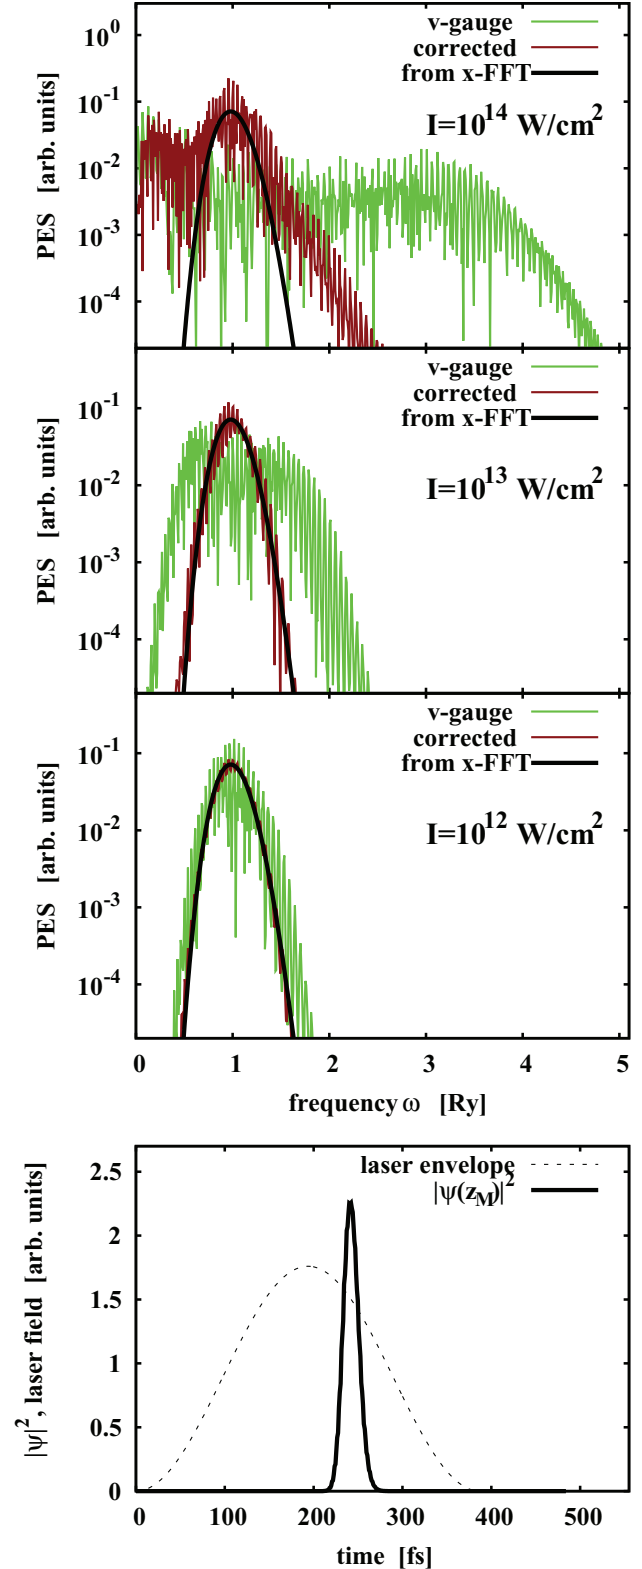 v-gauge
corrected
from x-FFT
I=10^14 W/cm^2
PES [arb. units]
10^0
10^-1
10^-2
10^-3
10^-4
v-gauge
corrected
from x-FFT
I=10^13 W/cm^2
PES [arb. units]
10^-1
10^-2
10^-3
10^-4
v-gauge
corrected
from x-FFT
I=10^12 W/cm^2
PES [arb. units]
10^-1
10^-2
10^-3
10^-4
0 1 2 3 4 5
frequency ω [Ry]
laser envelope
|ψ(z_M)|^2
|ψ|^2, laser field [arb. units]
2.5
2
1.5
1
0.5
0
0 100 200 300 400 500
time [fs]